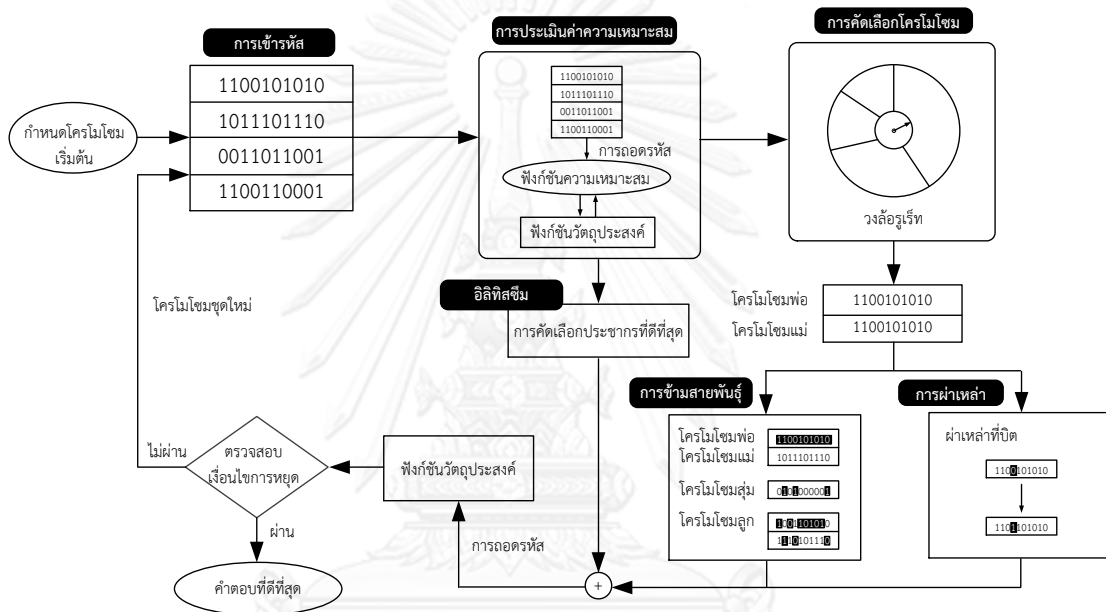 กำหนดโครโมโซม
เริ่มต้น
การเข้ารหัส
1100101010
1011101110
0011011001
1100110001
การประเมินค่าความเหมาะสม
1100101010
1011101110
0011011001
1100110001
การถอดรหัส
ฟังก์ชันความเหมาะสม
ฟังก์ชันวัตถุประสงค์
การคัดเลือกโครโมโซม
วงล้อรูเร็ท
โครโมโซมพ่อ 1100101010
โครโมโซมแม่ 1100101010
อิลิทิสซึม
การคัดเลือกประชากรที่ดีที่สุด
การข้ามสายพันธุ์
โครโมโซมพ่อ 1100101010
โครโมโซมแม่ 1011101110
โครโมโซมสุ่ม 0101000001
โครโมโซมลูก 1001101010
1110101110
การผ่าเหล่า
ผ่าเหล่าที่บิต
1100101010
1101101010
+
การถอดรหัส
ฟังก์ชันวัตถุประสงค์
ตรวจสอบ
เงื่อนไขการหยุด
ไม่ผ่าน
โครโมโซมชุดใหม่
ผ่าน
คำตอบที่ดีที่สุด